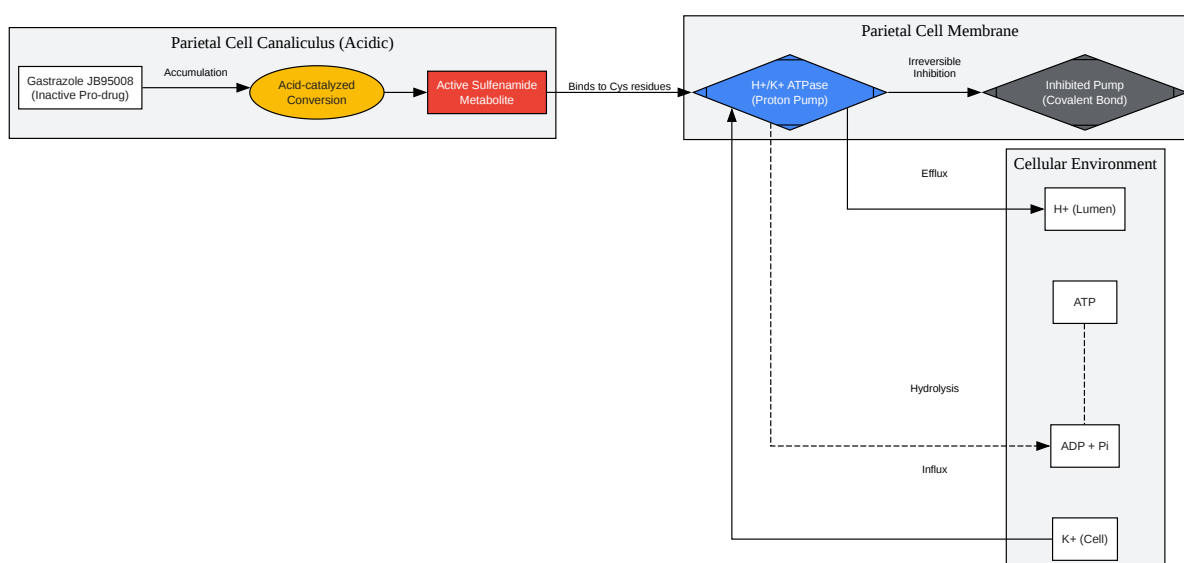 Parietal Cell Canaliculus (Acidic)
Gastrazole JB95008
(Inactive Pro-drug)
Accumulation
Acid-catalyzed
Conversion
Active Sulfenamide
Metabolite
Binds to Cys residues
Parietal Cell Membrane
H+/K+ ATPase
(Proton Pump)
Irreversible
Inhibition
Inhibited Pump
(Covalent Bond)
Cellular Environment
Efflux
H+ (Lumen)
ATP
Hydrolysis
ADP + Pi
Influx
K+ (Cell)